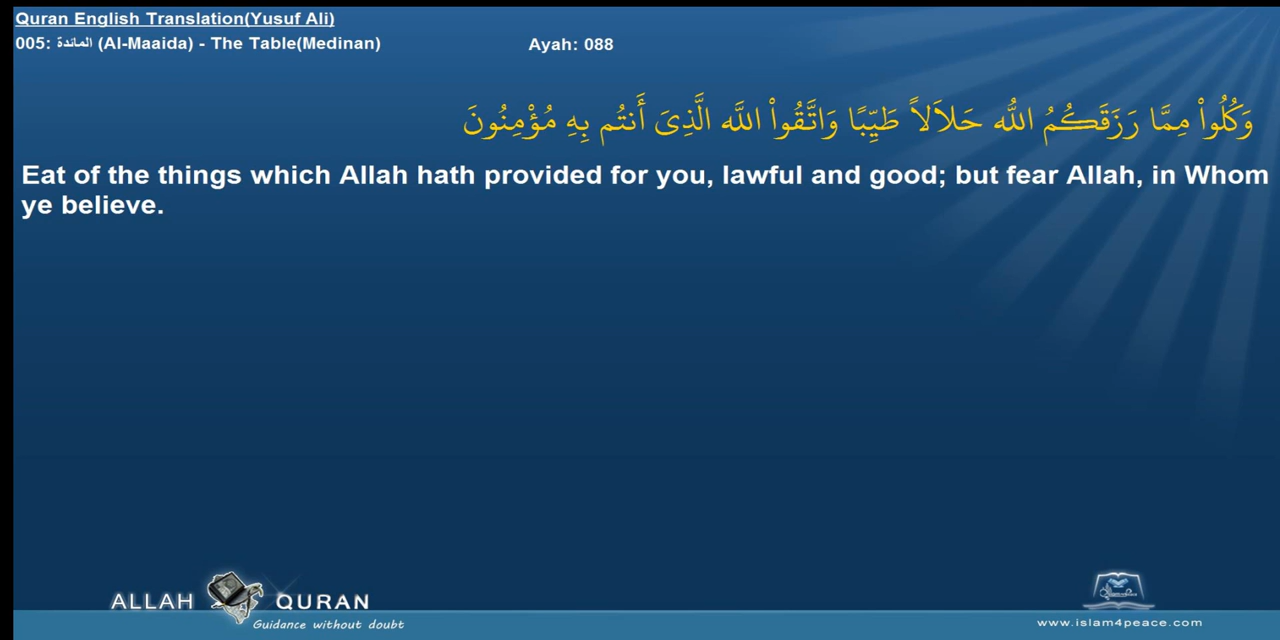 Quran English Translation(Yusuf Ali)
005: المائدة (Al-Maaida) - The Table(Medinan) Ayah: 088
وَكُلُواْ مِمَّا رَزَقَكُمُ اللّٰه حَلاَلاً طَيِّبًا وَاتَّقُواْ اللَّه الَّذِىَ أَنتُم بِهِ مُؤْمِنُونَ
Eat of the things which Allah hath provided for you, lawful and good; but fear Allah, in Whom
ye believe.
ALLAH QURAN
Guidance without doubt
www.islam4peace.com